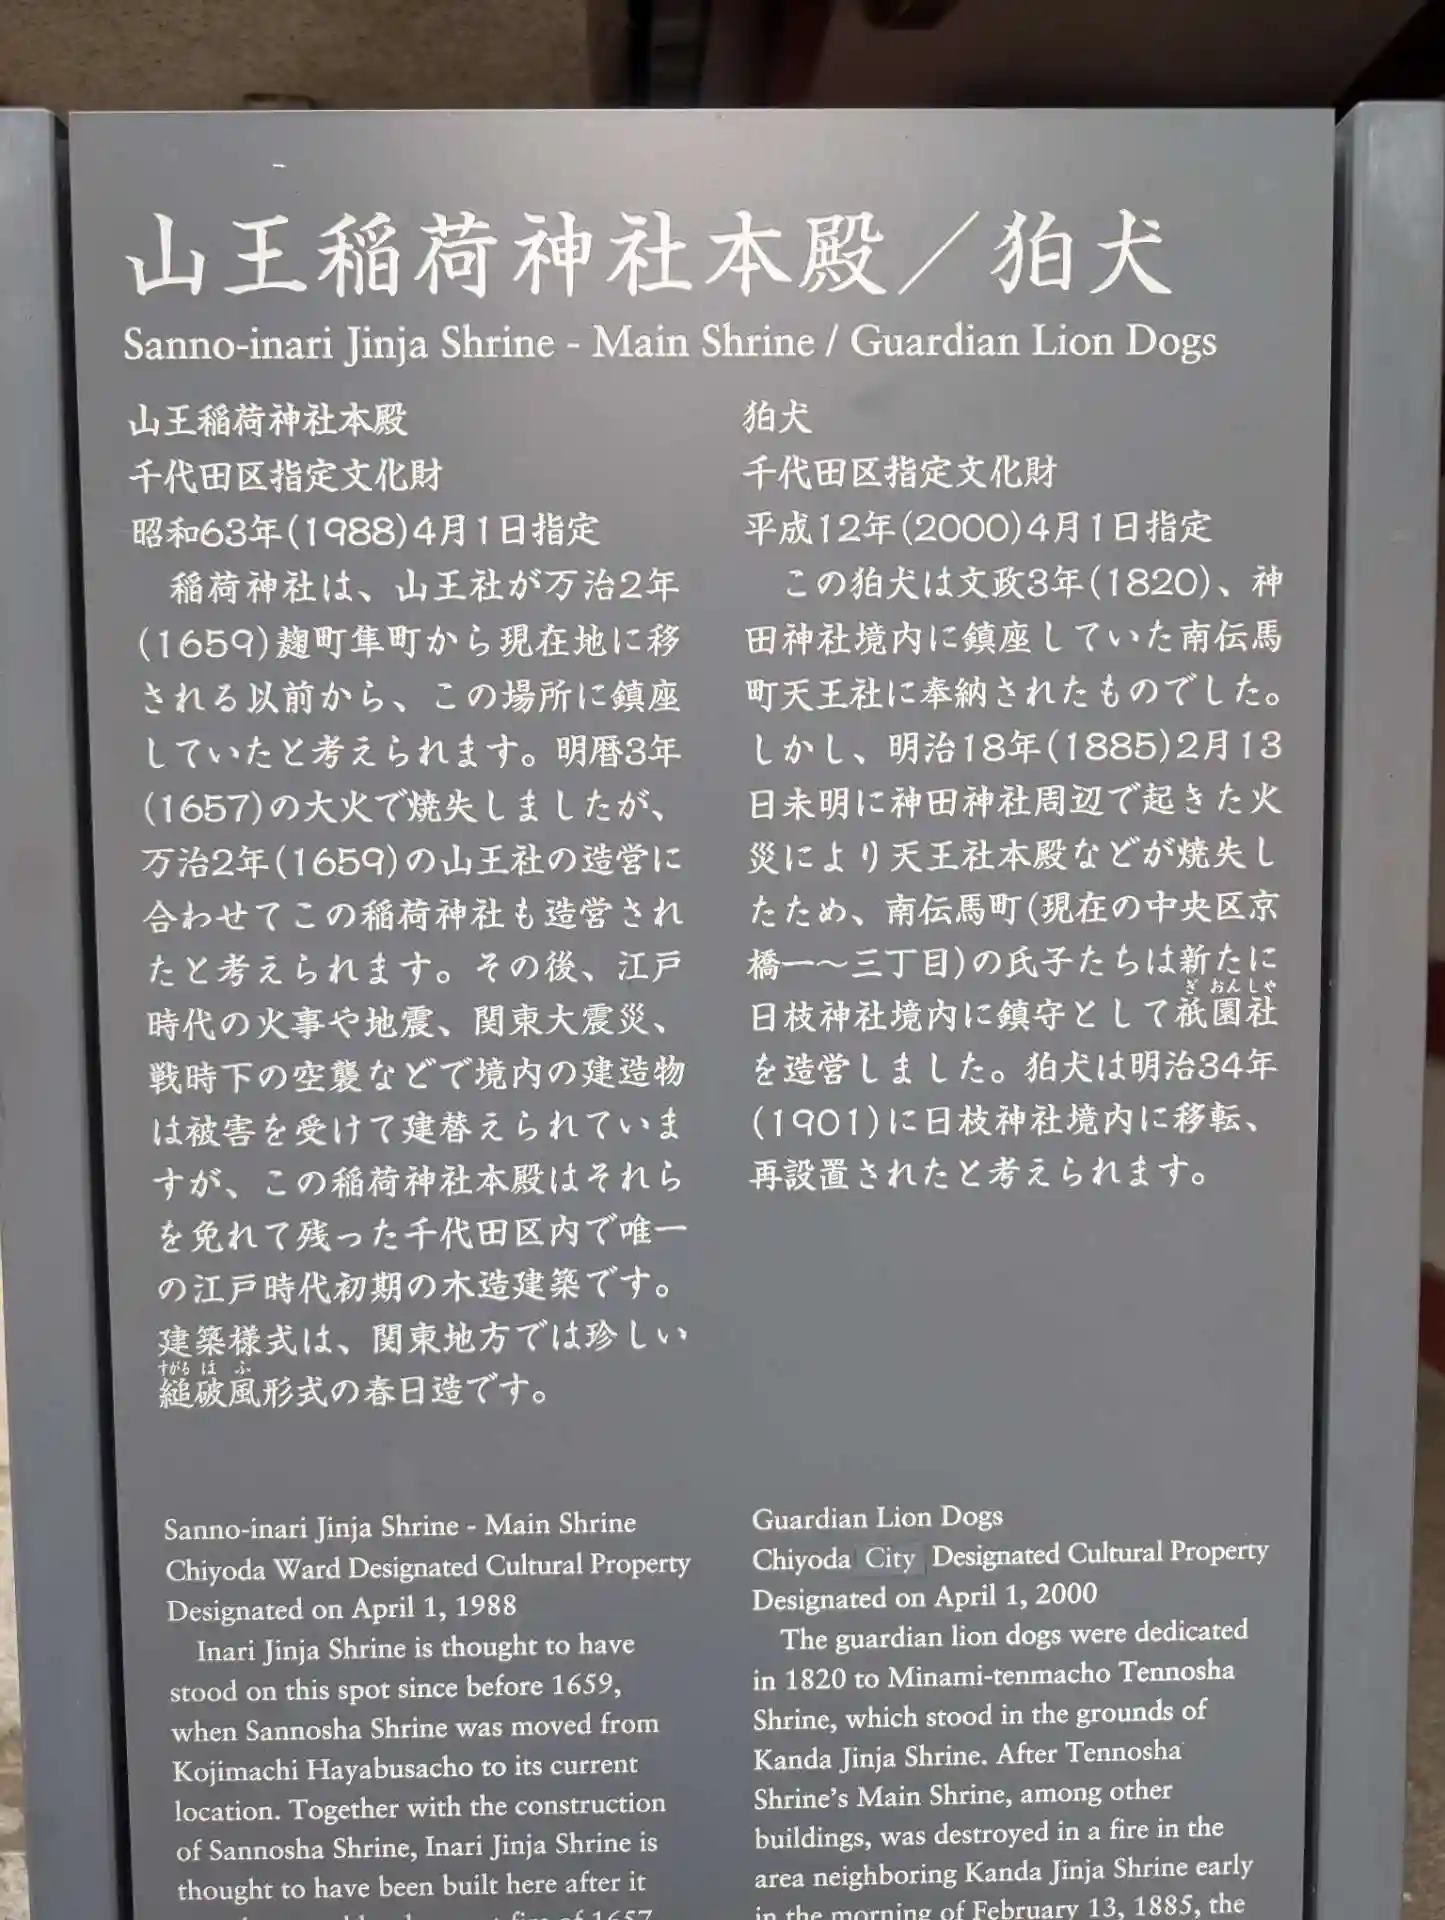 山王稲荷神社本殿／狛犬
Sanno-inari Jinja Shrine - Main Shrine / Guardian Lion Dogs
山王稲荷神社本殿
千代田区指定文化財
昭和63年(1988)4月1日指定
稲荷神社は、山王社が万治2年
(1659)麹町隼町から現在地に移
される以前から、この場所に鎮座
していたと考えられます。明暦3年
(1657)の大火で焼失しましたが、
万治2年(1659)の山王社の造営に
合わせてこの稲荷神社も造営され
たと考えられます。その後、江戸
時代の火事や地震、関東大震災、
戦時下の空襲などで境内の建造物
は被害を受けて建替えられていま
すが、この稲荷神社本殿はそれら
を免れて残った千代田区内で唯一
の江戸時代初期の木造建築です。
建築様式は、関東地方では珍しい
すがるはふ
縋破風形式の春日造です。
狛犬
千代田区指定文化財
平成12年(2000)4月1日指定
この狛犬は文政3年(1820)、神
田神社境内に鎮座していた南伝馬
町天王社に奉納されたものでした。
しかし、明治18年(1885)2月13
日未明に神田神社周辺で起きた火
災により天王社本殿などが焼失し
たため、南伝馬町(現在の中央区京
橋一～三丁目)の氏子たちは新たに
ぎおんしゃ
日枝神社境内に鎮守として祇園社
を造営しました。狛犬は明治34年
(1901)に日枝神社境内に移転、
再設置されたと考えられます。
Sanno-inari Jinja Shrine - Main Shrine
Chiyoda Ward Designated Cultural Property
Designated on April 1, 1988
Inari Jinja Shrine is thought to have
stood on this spot since before 1659,
when Sannosha Shrine was moved from
Kojimachi Hayabusacho to its current
location. Together with the construction
of Sannosha Shrine, Inari Jinja Shrine is
thought to have been built here after it
fire of 1657
Guardian Lion Dogs
Chiyoda City Designated Cultural Property
Designated on April 1, 2000
The guardian lion dogs were dedicated
in 1820 to Minami-tenmacho Tennosha
Shrine, which stood in the grounds of
Kanda Jinja Shrine. After Tennosha
Shrine's Main Shrine, among other
buildings, was destroyed in a fire in the
area neighboring Kanda Jinja Shrine early
in the morning of February 13, 1885, the